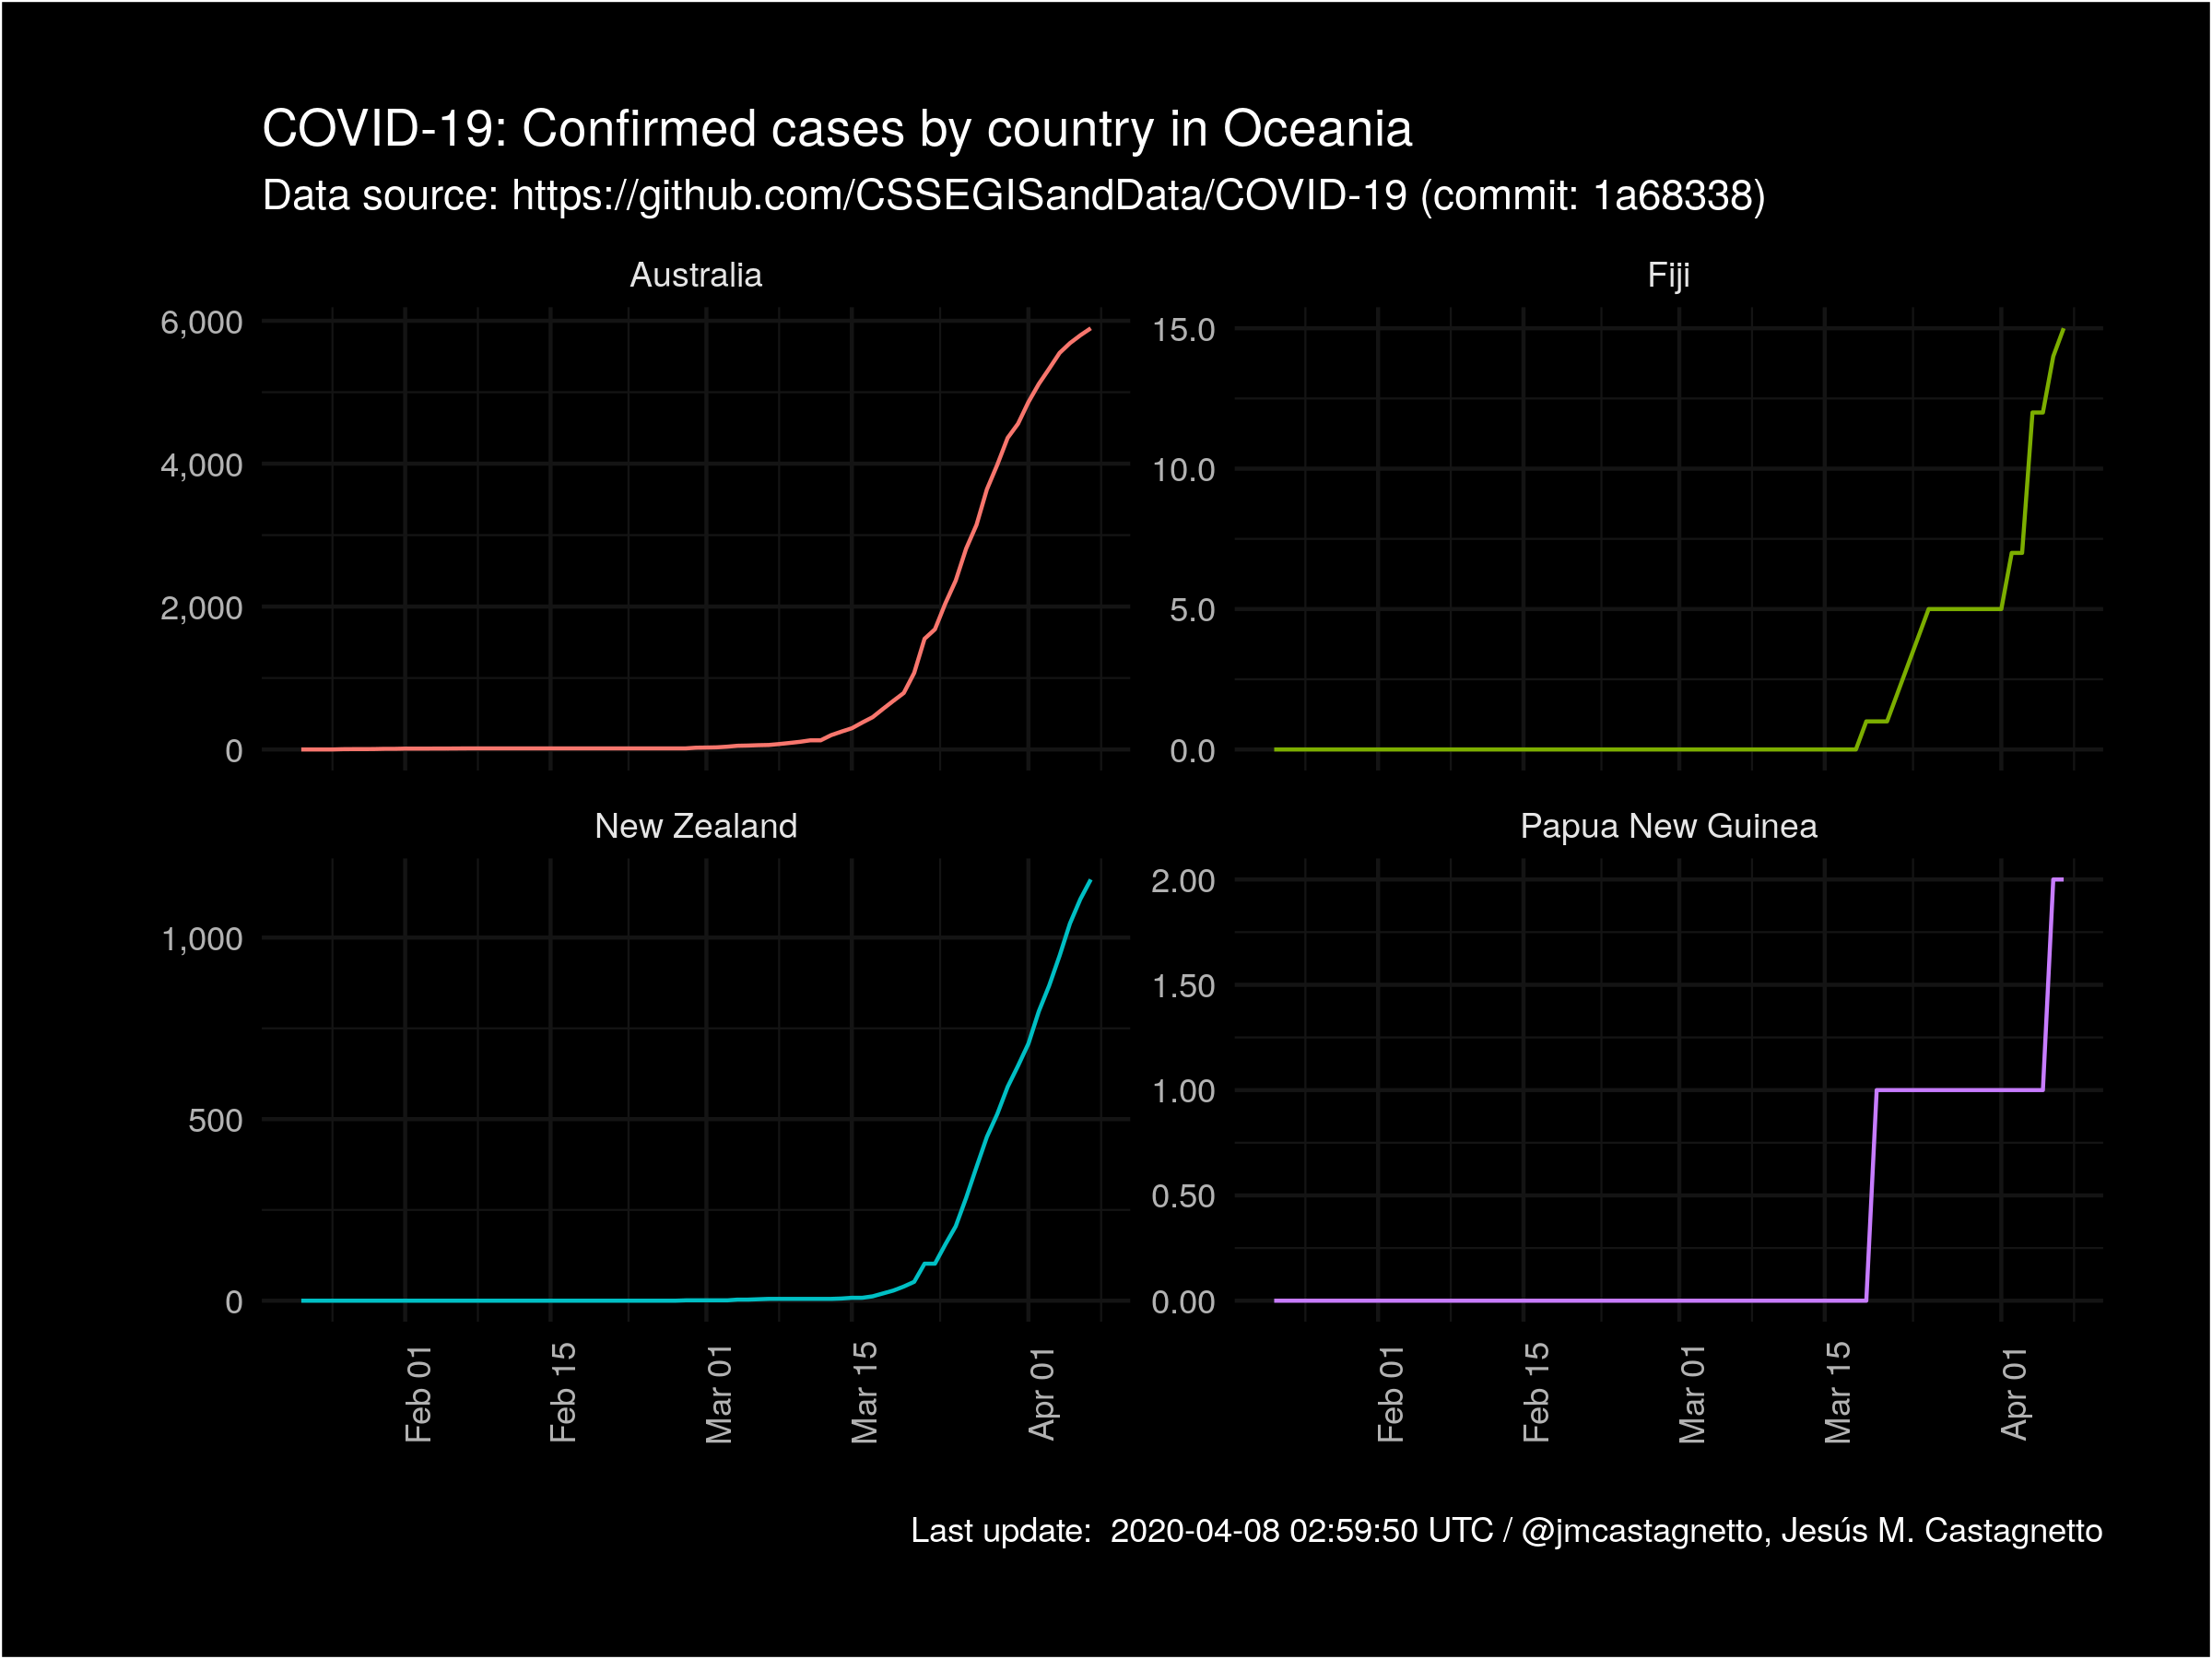 COVID-19: Confirmed cases by country in Oceania
Data source: https://github.com/CSSEGISandData/COVID-19 (commit: 1a68338)
Australia
6,000
4,000
2,000
0
Fiji
15.0
10.0
5.0
0.0
New Zealand
1,000
500
0
Papua New Guinea
2.00
1.50
1.00
0.50
0.00
Feb 01
Feb 15
Mar 01
Mar 15
Apr 01
Feb 01
Feb 15
Mar 01
Mar 15
Apr 01
Last update:  2020-04-08 02:59:50 UTC / @jmcastagnetto, Jesús M. Castagnetto